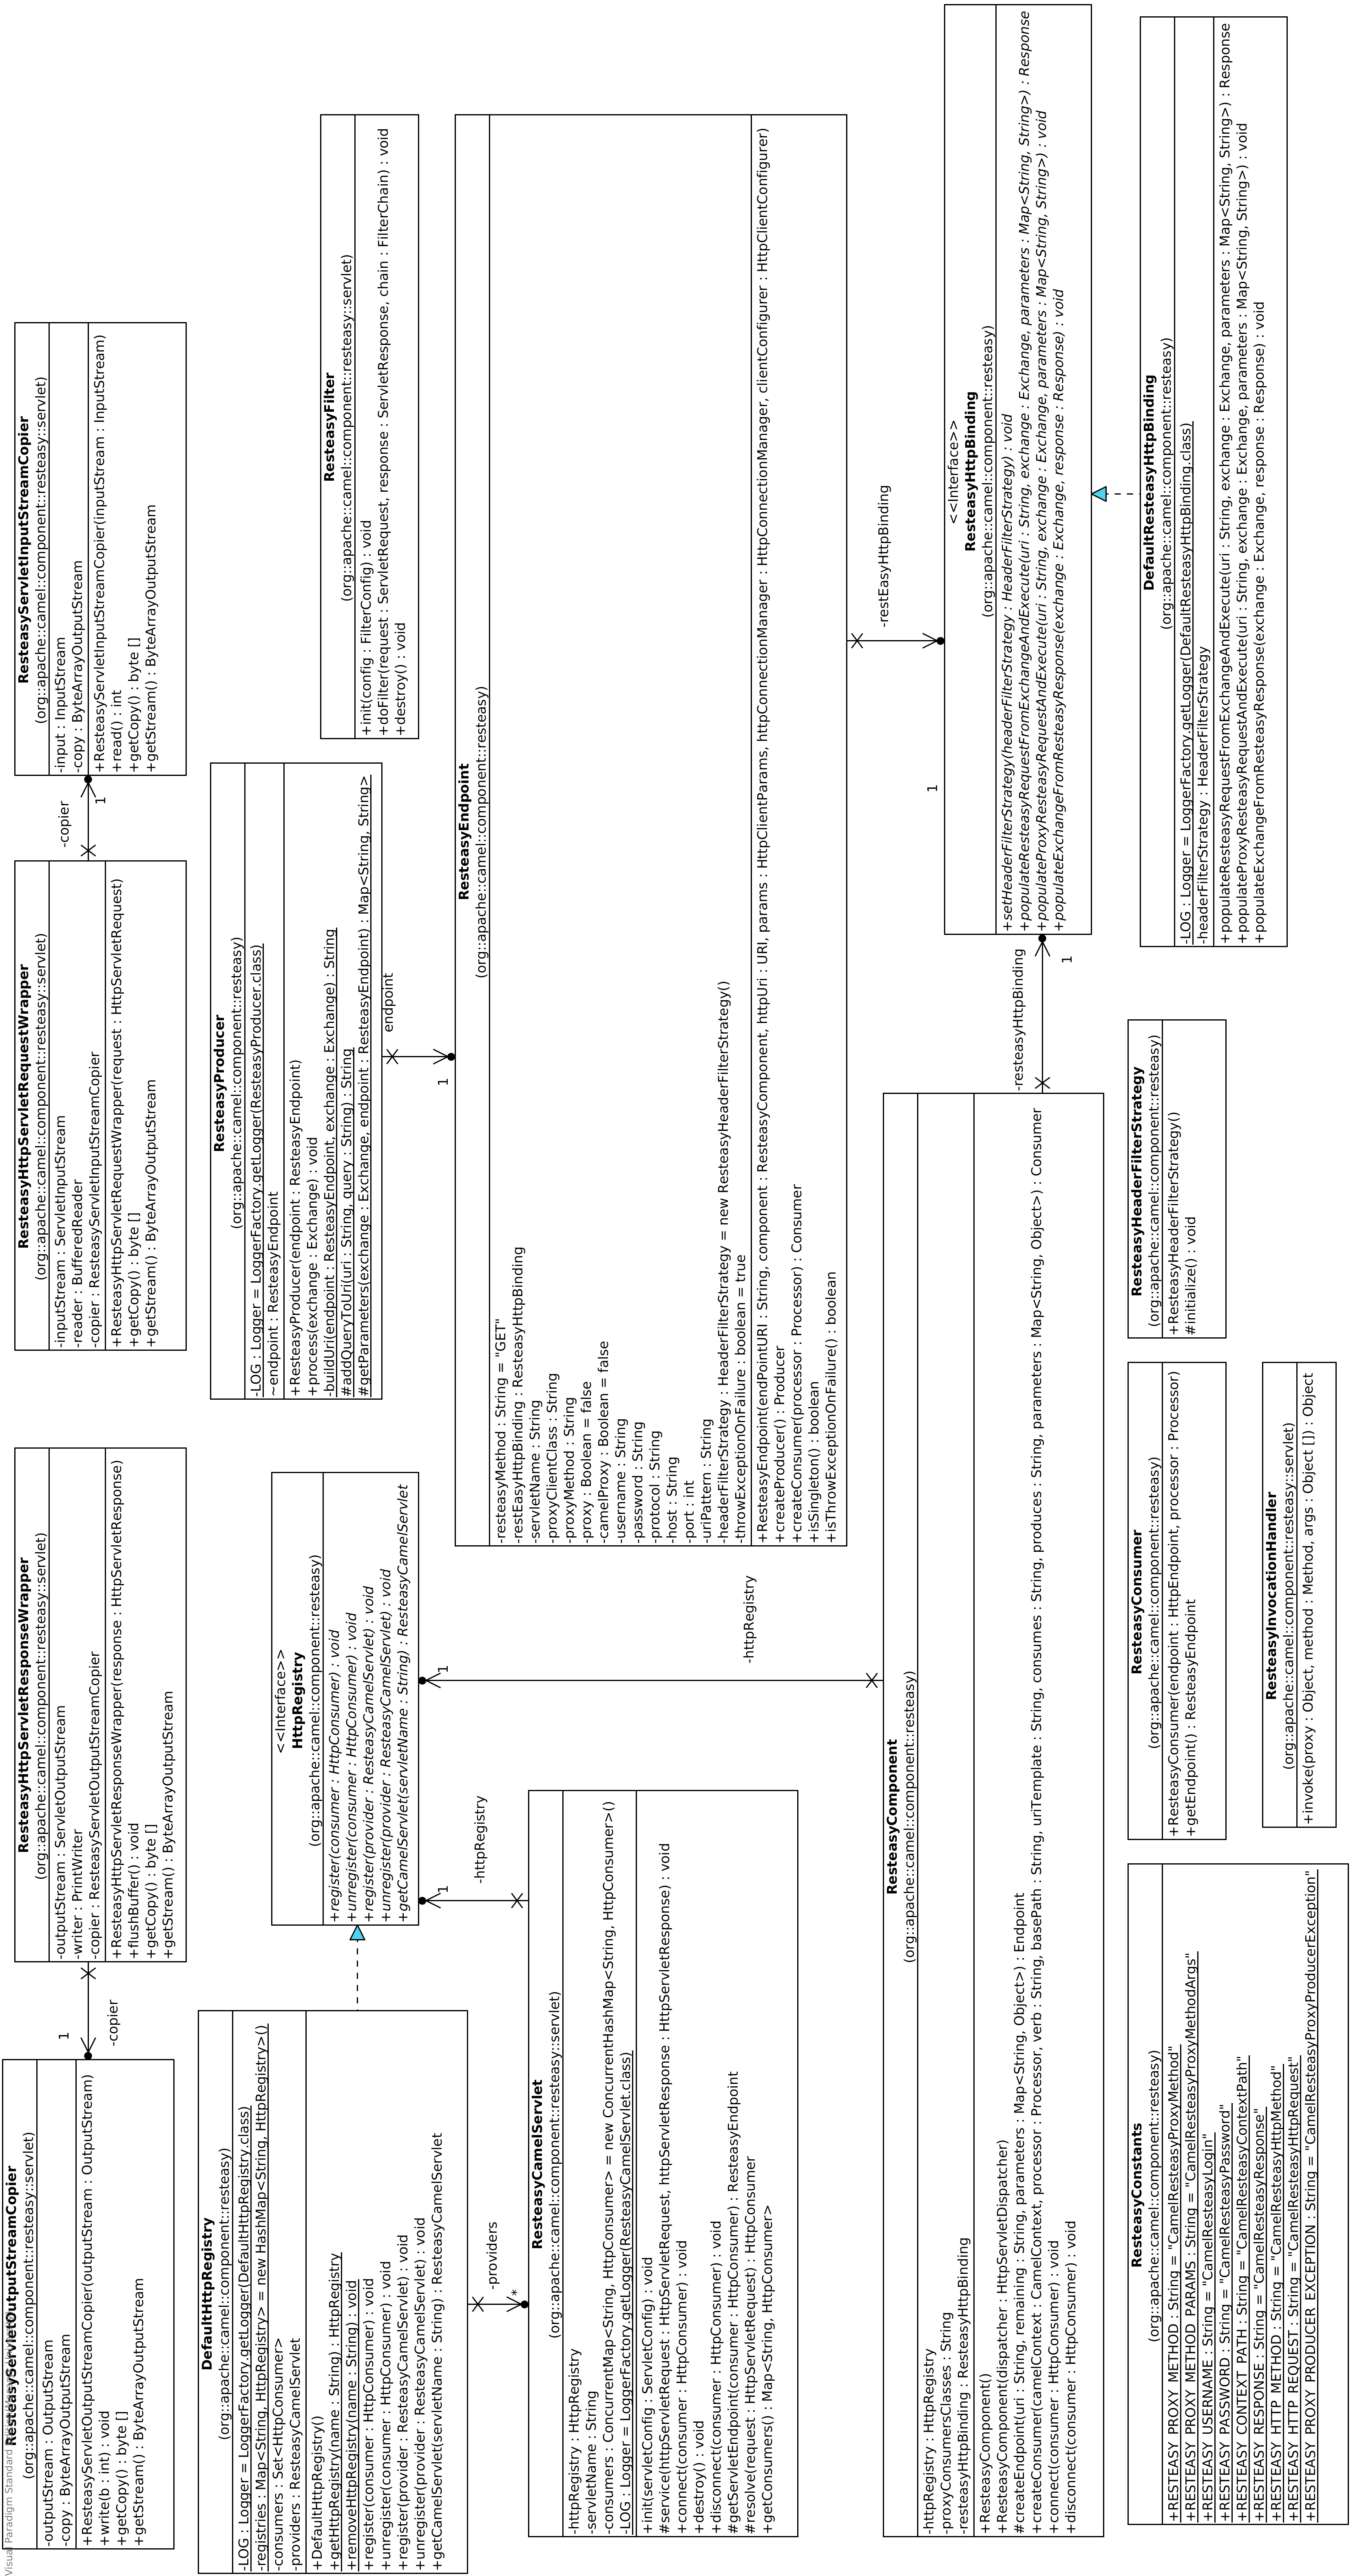 ResteasyServletOutputStreamCopier
(org::apache::camel::component::resteasy::servlet)
-outputStream : OutputStream
-copy : ByteArrayOutputStream
+ResteasyServletOutputStreamCopier(outputStream : OutputStream)
+write(b : int) : void
+getCopy() : byte []
+getStream() : ByteArrayOutputStream
1
-copier
ResteasyHttpServletResponseWrapper
(org::apache::camel::component::resteasy::servlet)
-outputStream : ServletOutputStream
-writer : PrintWriter
-copier : ResteasyServletOutputStreamCopier
+ResteasyHttpServletResponseWrapper(response : HttpServletResponse)
+flushBuffer() : void
+getCopy() : byte []
+getStream() : ByteArrayOutputStream
ResteasyHttpServletRequestWrapper
(org::apache::camel::component::resteasy::servlet)
-inputStream : ServletInputStream
-reader : BufferedReader
-copier : ResteasyServletInputStreamCopier
+ResteasyHttpServletRequestWrapper(request : HttpServletRequest)
+getCopy() : byte []
+getStream() : ByteArrayOutputStream
-copier
1
ResteasyServletInputStreamCopier
(org::apache::camel::component::resteasy::servlet)
-input : InputStream
-copy : ByteArrayOutputStream
+ResteasyServletInputStreamCopier(inputStream : InputStream)
+read() : int
+getCopy() : byte []
+getStream() : ByteArrayOutputStream
DefaultHttpRegistry
(org::apache::camel::component::resteasy)
-LOG : Logger = LoggerFactory.getLogger(DefaultHttpRegistry.class)
-registries : Map<String, HttpRegistry> = new HashMap<String, HttpRegistry>()
-consumers : Set<HttpConsumer>
-providers : ResteasyCamelServlet
+DefaultHttpRegistry()
+getHttpRegistry(name : String) : HttpRegistry
+removeHttpRegistry(name : String) : void
+register(consumer : HttpConsumer) : void
+unregister(consumer : HttpConsumer) : void
+register(provider : ResteasyCamelServlet) : void
+unregister(provider : ResteasyCamelServlet) : void
+getCamelServlet(servletName : String) : ResteasyCamelServlet
<<Interface>>
HttpRegistry
(org::apache::camel::component::resteasy)
+register(consumer : HttpConsumer) : void
+unregister(consumer : HttpConsumer) : void
+register(provider : ResteasyCamelServlet) : void
+unregister(provider : ResteasyCamelServlet) : void
+getCamelServlet(servletName : String) : ResteasyCamelServlet
ResteasyProducer
(org::apache::camel::component::resteasy)
-LOG : Logger = LoggerFactory.getLogger(ResteasyProducer.class)
~endpoint : ResteasyEndpoint
+ResteasyProducer(endpoint : ResteasyEndpoint)
+process(exchange : Exchange) : void
-buildUri(endpoint : ResteasyEndpoint, exchange : Exchange) : String
#addQueryToUri(uri : String, query : String) : String
#getParameters(exchange : Exchange, endpoint : ResteasyEndpoint) : Map<String, String>
endpoint
1
ResteasyFilter
(org::apache::camel::component::resteasy::servlet)
+init(config : FilterConfig) : void
+doFilter(request : ServletRequest, response : ServletResponse, chain : FilterChain) : void
+destroy() : void
-providers
*
-httpRegistry
1
-httpRegistry
1
ResteasyCamelServlet
(org::apache::camel::component::resteasy::servlet)
-httpRegistry : HttpRegistry
-servletName : String
-consumers : ConcurrentMap<String, HttpConsumer> = new ConcurrentHashMap<String, HttpConsumer>()
-LOG : Logger = LoggerFactory.getLogger(ResteasyCamelServlet.class)
+init(servletConfig : ServletConfig) : void
#service(httpServletRequest : HttpServletRequest, httpServletResponse : HttpServletResponse) : void
+connect(consumer : HttpConsumer) : void
+destroy() : void
+disconnect(consumer : HttpConsumer) : void
#getServletEndpoint(consumer : HttpConsumer) : ResteasyEndpoint
#resolve(request : HttpServletRequest) : HttpConsumer
+getConsumers() : Map<String, HttpConsumer>
ResteasyEndpoint
(org::apache::camel::component::resteasy)
-resteasyMethod : String = "GET"
-restEasyHttpBinding : ResteasyHttpBinding
-servletName : String
-proxyClientClass : String
-proxyMethod : String
-proxy : Boolean = false
-camelProxy : Boolean = false
-username : String
-password : String
-protocol : String
-host : String
-port : int
-uriPattern : String
-headerFilterStrategy : HeaderFilterStrategy = new ResteasyHeaderFilterStrategy()
-throwExceptionOnFailure : boolean = true
+ResteasyEndpoint(endPointURI : String, component : ResteasyComponent, httpUri : URI, params : HttpClientParams, httpConnectionManager : HttpConnectionManager, clientConfigurer : HttpClientConfigurer)
+createProducer() : Producer
+createConsumer(processor : Processor) : Consumer
+isSingleton() : boolean
+isThrowExceptionOnFailure() : boolean
-restEasyHttpBinding
1
ResteasyComponent
(org::apache::camel::component::resteasy)
-httpRegistry : HttpRegistry
-proxyConsumersClasses : String
-resteasyHttpBinding : ResteasyHttpBinding
+ResteasyComponent()
+ResteasyComponent(dispatcher : HttpServletDispatcher)
#createEndpoint(uri : String, remaining : String, parameters : Map<String, Object>) : Endpoint
+createConsumer(camelContext : CamelContext, processor : Processor, verb : String, basePath : String, uriTemplate : String, consumes : String, produces : String, parameters : Map<String, Object>) : Consumer
+connect(consumer : HttpConsumer) : void
+disconnect(consumer : HttpConsumer) : void
-resteasyHttpBinding
1
<<Interface>>
ResteasyHttpBinding
(org::apache::camel::component::resteasy)
+setHeaderFilterStrategy(headerFilterStrategy : HeaderFilterStrategy) : void
+populateResteasyRequestFromExchangeAndExecute(uri : String, exchange : Exchange, parameters : Map<String, String>) : Response
+populateProxyResteasyRequestAndExecute(uri : String, exchange : Exchange, parameters : Map<String, String>) : void
+populateExchangeFromResteasyResponse(exchange : Exchange, response : Response) : void
ResteasyConstants
(org::apache::camel::component::resteasy)
+RESTEASY_PROXY_METHOD : String = "CamelResteasyProxyMethod"
+RESTEASY_PROXY_METHOD_PARAMS : String = "CamelResteasyProxyMethodArgs"
+RESTEASY_USERNAME : String = "CamelResteasyLogin"
+RESTEASY_PASSWORD : String = "CamelResteasyPassword"
+RESTEASY_CONTEXT_PATH : String = "CamelResteasyContextPath"
+RESTEASY_RESPONSE : String = "CamelResteasyResponse"
+RESTEASY_HTTP_METHOD : String = "CamelResteasyHttpMethod"
+RESTEASY_HTTP_REQUEST : String = "CamelResteasyHttpRequest"
+RESTEASY_PROXY_PRODUCER_EXCEPTION : String = "CamelResteasyProxyProducerException"
ResteasyConsumer
(org::apache::camel::component::resteasy)
+ResteasyConsumer(endpoint : HttpEndpoint, processor : Processor)
+getEndpoint() : ResteasyEndpoint
ResteasyHeaderFilterStrategy
(org::apache::camel::component::resteasy)
+ResteasyHeaderFilterStrategy()
#initialize() : void
DefaultResteasyHttpBinding
(org::apache::camel::component::resteasy)
-LOG : Logger = LoggerFactory.getLogger(DefaultResteasyHttpBinding.class)
-headerFilterStrategy : HeaderFilterStrategy
+populateResteasyRequestFromExchangeAndExecute(uri : String, exchange : Exchange, parameters : Map<String, String>) : Response
+populateProxyResteasyRequestAndExecute(uri : String, exchange : Exchange, parameters : Map<String, String>) : void
+populateExchangeFromResteasyResponse(exchange : Exchange, response : Response) : void
ResteasyInvocationHandler
(org::apache::camel::component::resteasy::servlet)
+invoke(proxy : Object, method : Method, args : Object []) : Object
Visual Paradigm Standard